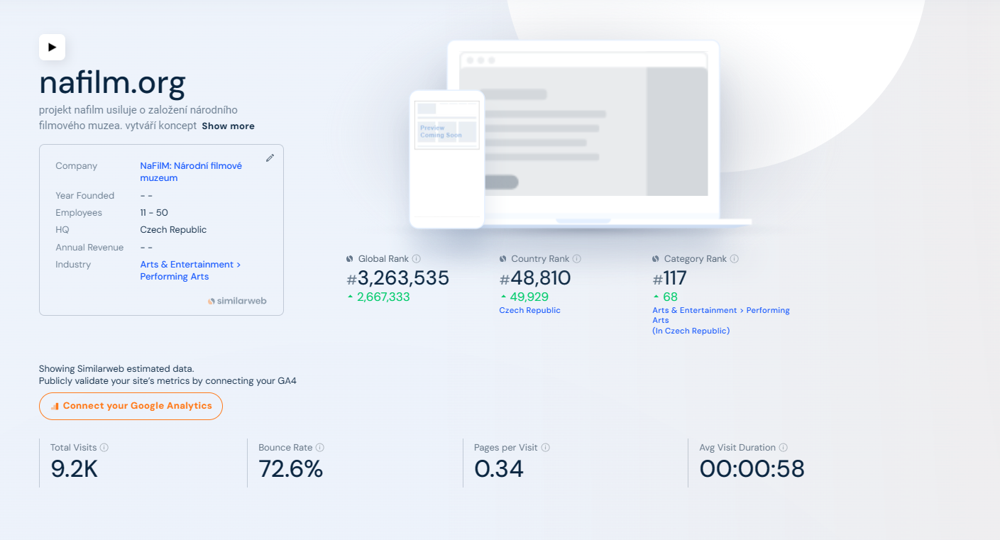 nafilm.org
projekt nafilm usiluje o založení národního
filmového muzea. vytváří koncept Show more
Company NaFilM: Národní filmové
muzeum
Year Founded - -
Employees 11 - 50
HQ Czech Republic
Annual Revenue - -
Industry Arts & Entertainment >
Performing Arts
similarweb
Preview
Coming Soon
Global Rank
#3,263,535
2,667,333
Country Rank
#48,810
49,929
Czech Republic
Category Rank
#117
68
Arts & Entertainment > Performing
Arts
(In Czech Republic)
Showing Similarweb estimated data.
Publicly validate your site's metrics by connecting your GA4
Connect your Google Analytics
Total Visits
9.2K
Bounce Rate
72.6%
Pages per Visit
0.34
Avg Visit Duration
00:00:58